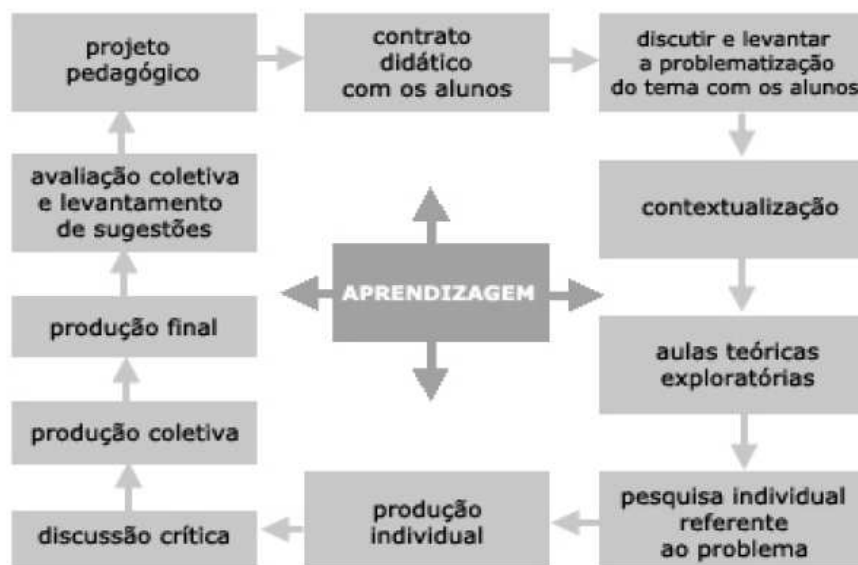 projeto
pedagógico
contrato
didático
com os alunos
discutir e levantar
a problematização
do tema com os alunos
contextualização
aulas teóricas
exploratórias
pesquisa individual
referente
ao problema
produção
individual
discussão crítica
produção coletiva
produção final
avaliação coletiva
e levantamento
de sugestões
APRENDIZAGEM